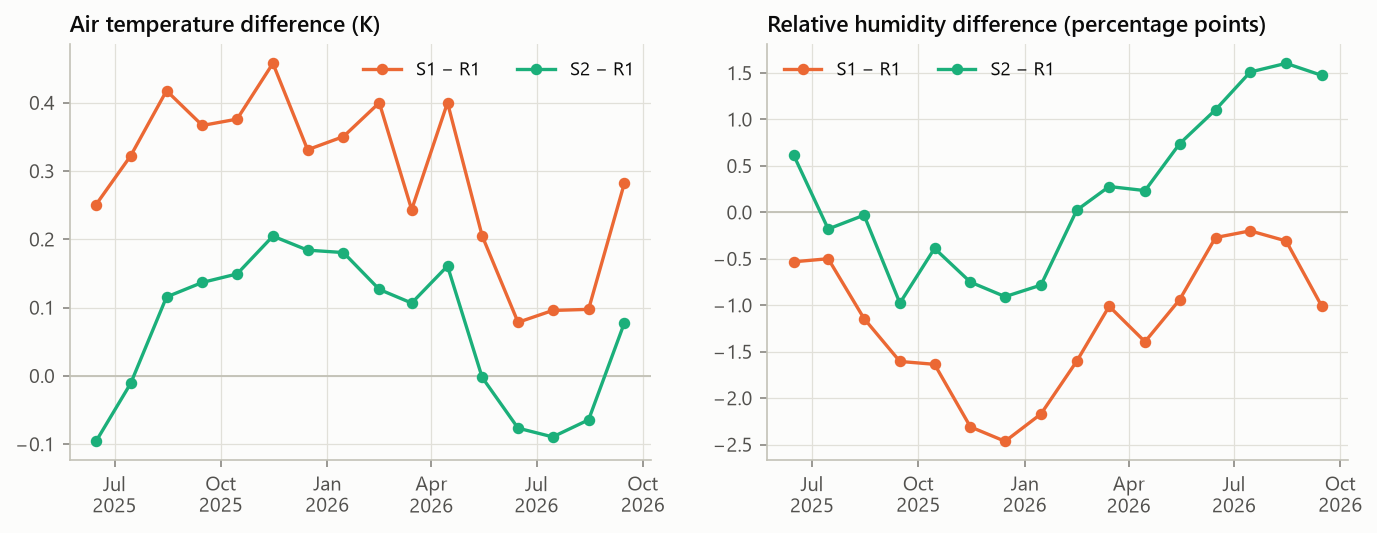 Air temperature difference (K)
S1 − R1
S2 − R1
0.4
0.3
0.2
0.1
0.0
−0.1
Jul
2025
Oct
2025
Jan
2026
Apr
2026
Jul
2026
Oct
2026
Relative humidity difference (percentage points)
S1 − R1
S2 − R1
1.5
1.0
0.5
0.0
−0.5
−1.0
−1.5
−2.0
−2.5
Jul
2025
Oct
2025
Jan
2026
Apr
2026
Jul
2026
Oct
2026